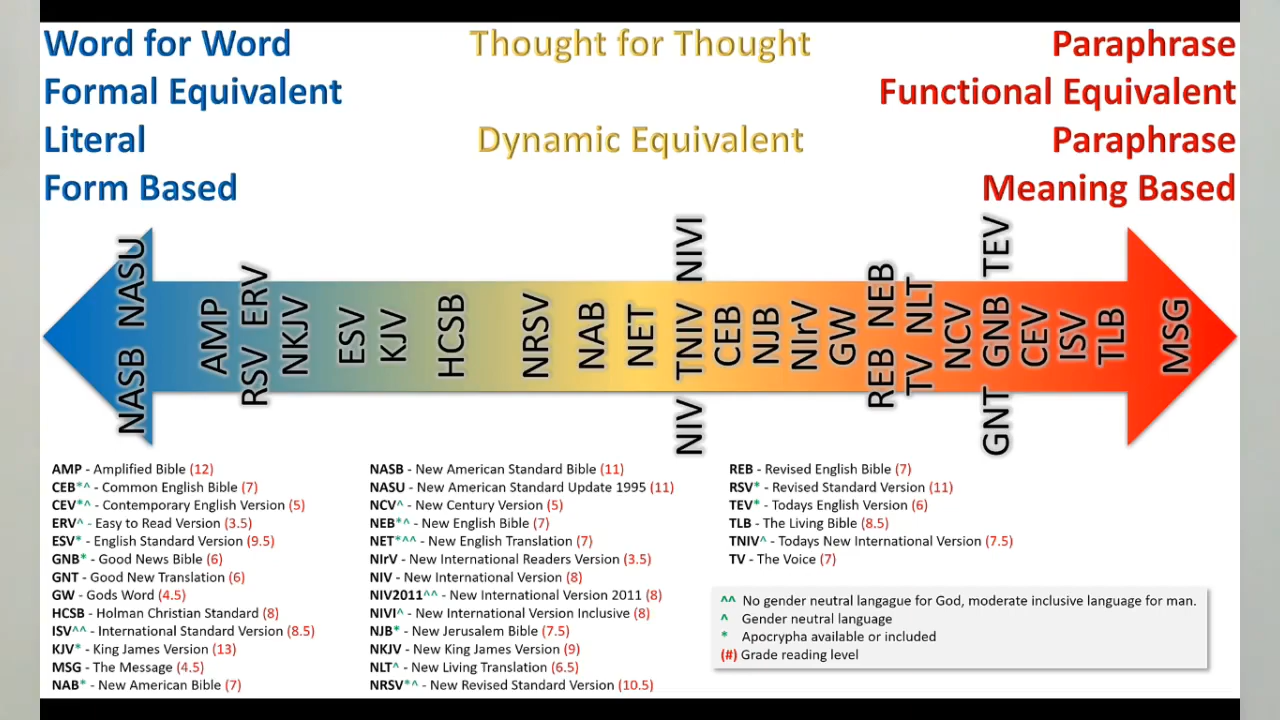 Word for Word
Formal Equivalent
Literal
Form Based
Thought for Thought
Dynamic Equivalent
Paraphrase
Functional Equivalent
Paraphrase
Meaning Based
NASB NASU
AMP
RSV ERV
NKJV
ESV
KJV
HCSB
NRSV
NAB
NET
NIV TNIV NIVI
CEB
NJB
NIrV
GW
REB NEB
TV NLT
NCV
GNT GNB TEV
CEV
ISV
TLB
MSG
AMP - Amplified Bible (12)
CEB*^ - Common English Bible (7)
CEV*^ - Contemporary English Version (5)
ERV^ - Easy to Read Version (3.5)
ESV* - English Standard Version (9.5)
GNB* - Good News Bible (6)
GNT - Good New Translation (6)
GW - Gods Word (4.5)
HCSB - Holman Christian Standard (8)
ISV^^ - International Standard Version (8.5)
KJV* - King James Version (13)
MSG - The Message (4.5)
NAB* - New American Bible (7)
NASB - New American Standard Bible (11)
NASU - New American Standard Update 1995 (11)
NCV^ - New Century Version (5)
NEB*^ - New English Bible (7)
NET*^^ - New English Translation (7)
NIrV - New International Readers Version (3.5)
NIV - New International Version (8)
NIV2011^^ - New International Version 2011 (8)
NIVI^ - New International Version Inclusive (8)
NJB* - New Jerusalem Bible (7.5)
NKJV - New King James Version (9)
NLT^ - New Living Translation (6.5)
NRSV*^ - New Revised Standard Version (10.5)
REB - Revised English Bible (7)
RSV* - Revised Standard Version (11)
TEV* - Todays English Version (6)
TLB - The Living Bible (8.5)
TNIV^ - Todays New International Version (7.5)
TV - The Voice (7)
^^ No gender neutral langague for God, moderate inclusive language for man.
^ Gender neutral language
* Apocrypha available or included
(#) Grade reading level